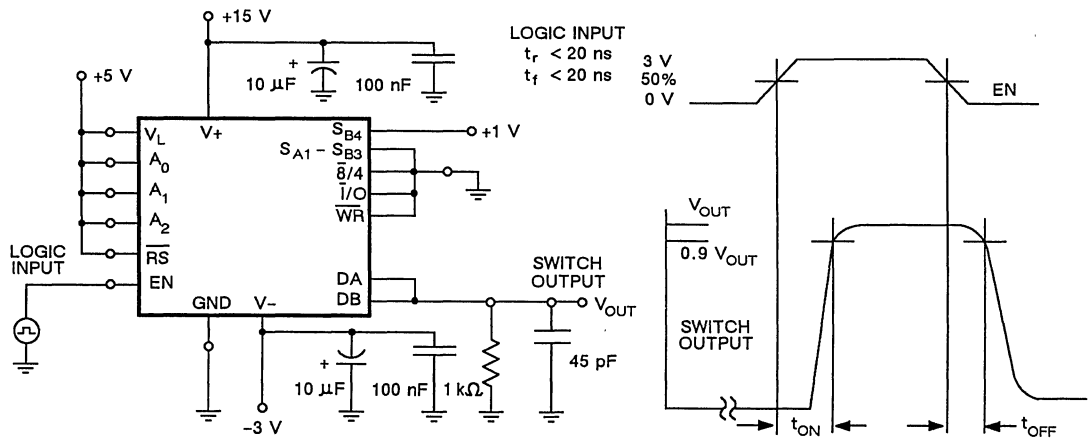 +15 V
+5 V
+
10 µF
100 nF
V+
VL
A0
A1
A2
RS
EN
LOGIC
INPUT
GND
V−
SB4
SA1 – SB3
8/4
I/O
WR
DA
DB
+1 V
SWITCH
OUTPUT
VOUT
+
10 µF
100 nF
1 kΩ
45 pF
−3 V
LOGIC INPUT
tr < 20 ns
tf < 20 ns
3 V
50%
0 V
EN
VOUT
0.9 VOUT
SWITCH
OUTPUT
tON
tOFF